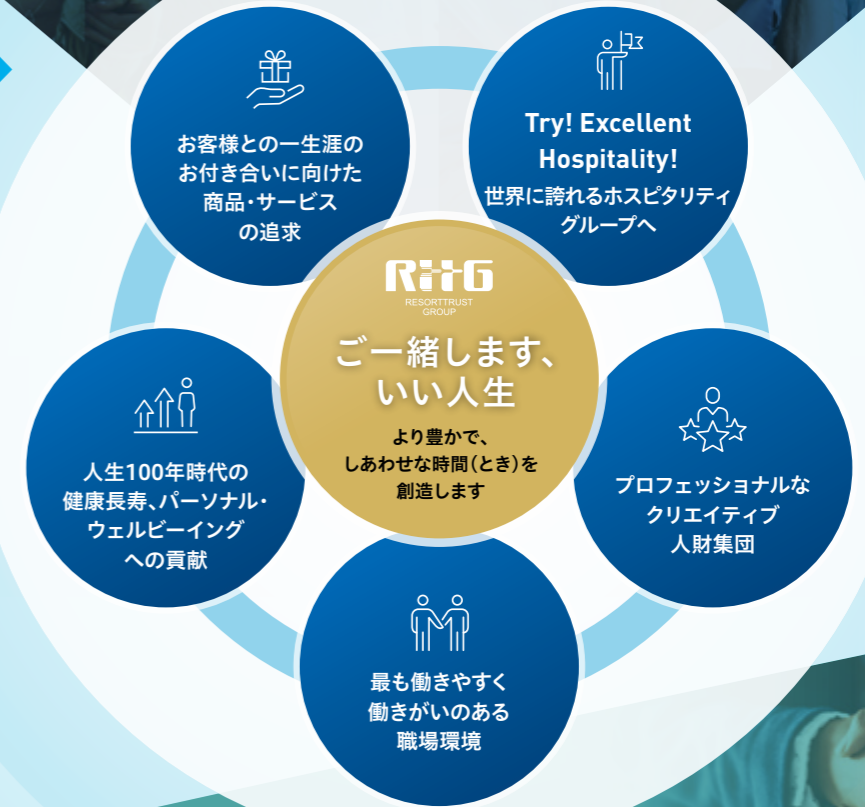 お客様との一生涯の
お付き合いに向けた
商品・サービス
の追求
Try! Excellent
Hospitality!
世界に誇れるホスピタリティ
グループへ
RTTG
RESORTTRUST
GROUP
ご一緒します、
いい人生
より豊かで、
しあわせな時間(とき)を
創造します
人生100年時代の
健康長寿、パーソナル・
ウェルビーイング
への貢献
プロフェッショナルな
クリエイティブ
人財集団
最も働きやすく
働きがいのある
職場環境